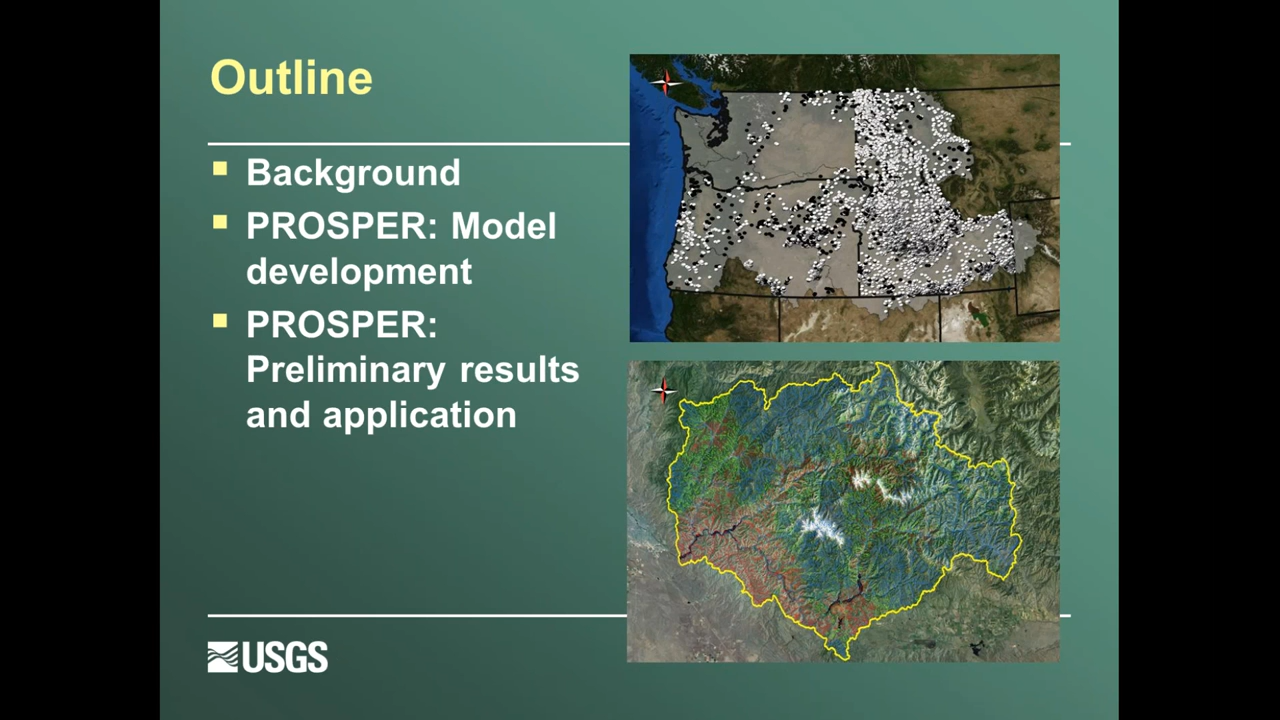 Outline
Background
PROSPER: Model
development
PROSPER:
Preliminary results
and application
USGS